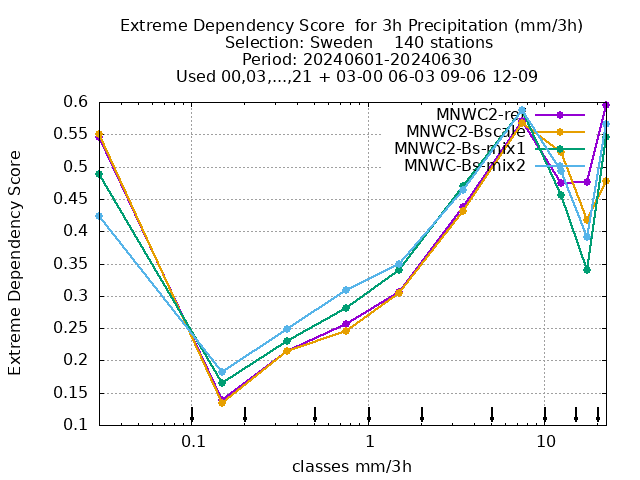 Extreme Dependency Score  for 3h Precipitation (mm/3h)
Selection: Sweden    140 stations
Period: 20240601-20240630
Used 00,03,...,21 + 03-00 06-03 09-06 12-09
Extreme Dependency Score
0.6
0.55
0.5
0.45
0.4
0.35
0.3
0.25
0.2
0.15
0.1
MNWC2-ref
MNWC2-Bscale
MNWC2-Bs-mix1
MNWC-Bs-mix2
0.1
1
10
classes mm/3h